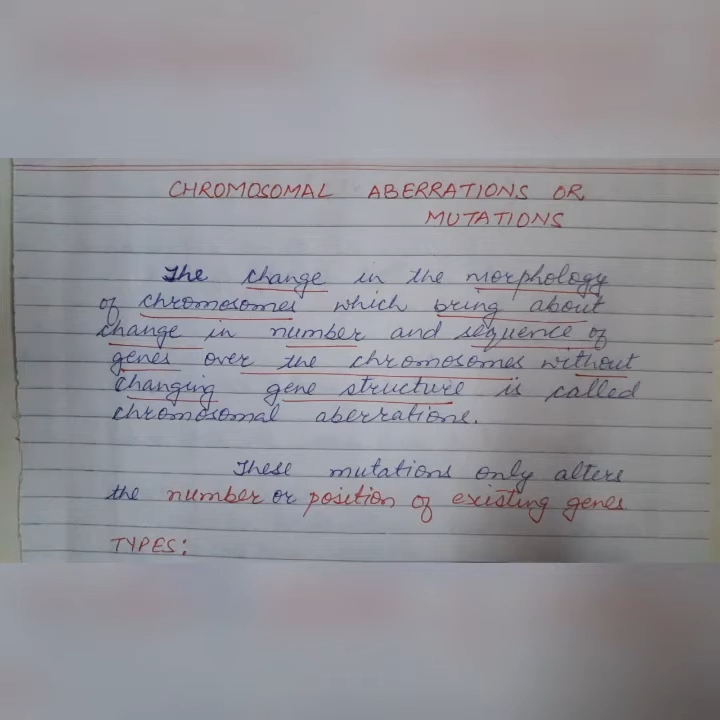 CHROMOSOMAL ABERRATIONS OR
MUTATIONS
The change in the morphology
of chromosomes which bring about
change in number and sequence of
genes over the chromosomes without
changing gene structure is called
chromosomal aberrations.
These mutations only alters
the number or position of existing genes
TYPES: